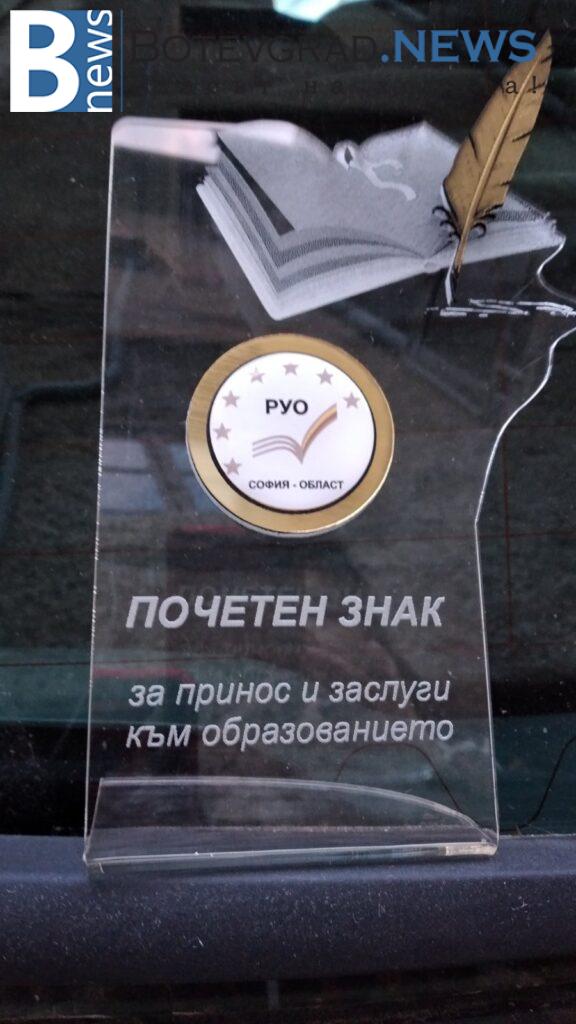 B news
BOTEVGRAD.NEWS
РУО
СОФИЯ - ОБЛАСТ
ПОЧЕТЕН ЗНАК
за принос и заслуги
към образованието